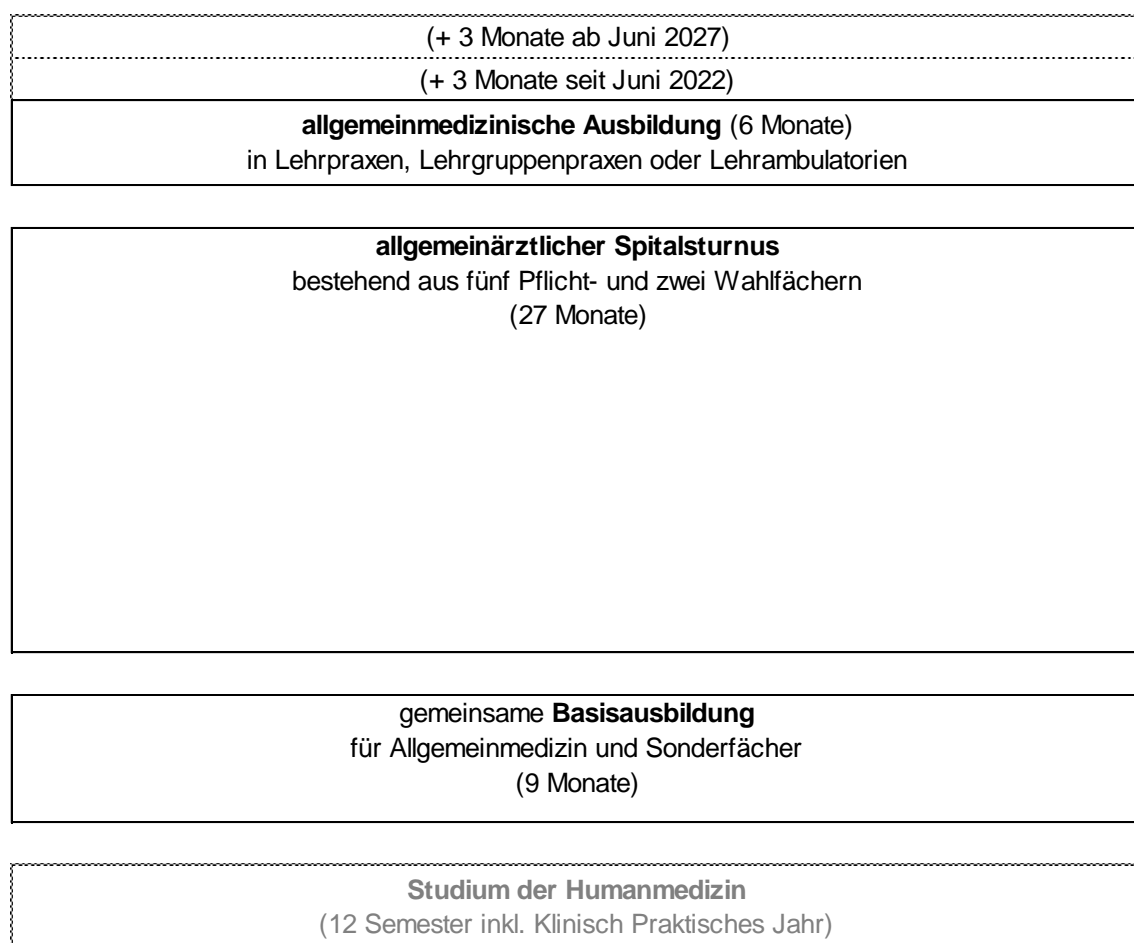 (+ 3 Monate ab Juni 2027)
(+ 3 Monate seit Juni 2022)
allgemeinmedizinische Ausbildung (6 Monate)
in Lehrpraxen, Lehrgruppenpraxen oder Lehrambulatorien
allgemeinärztlicher Spitalsturnus
bestehend aus fünf Pflicht- und zwei Wahlfächern
(27 Monate)
gemeinsame Basisausbildung
für Allgemeinmedizin und Sonderfächer
(9 Monate)
Studium der Humanmedizin
(12 Semester inkl. Klinisch Praktisches Jahr)